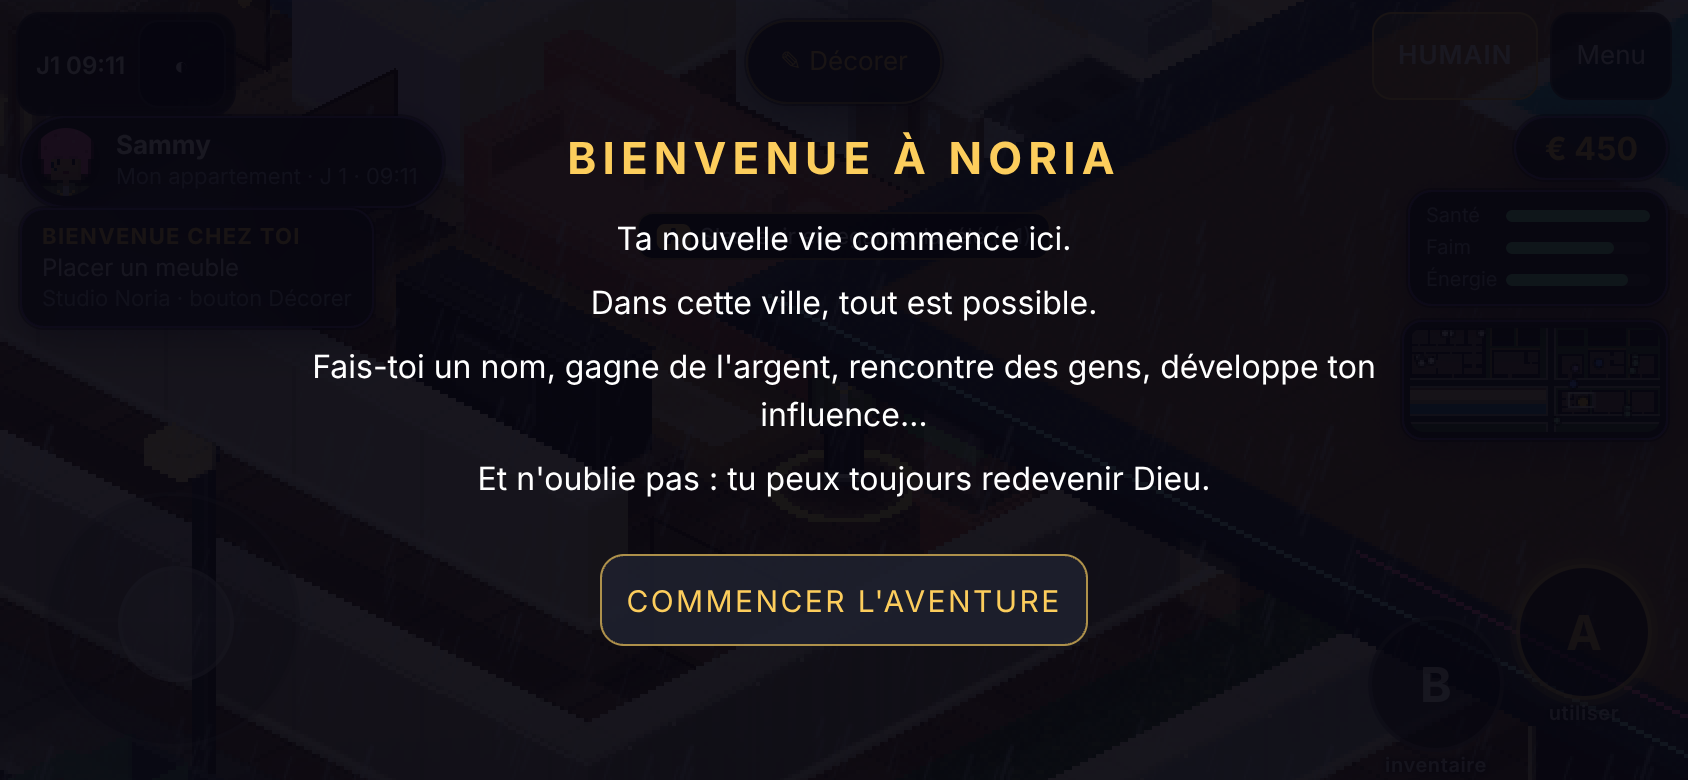 J1 09:11
✎ Décorer
HUMAIN
Menu
Sammy
Mon appartement · J 1 · 09:11
€ 450
BIENVENUE CHEZ TOI
Placer un meuble
Studio Noria · bouton Décorer
Santé
Faim
Énergie
BIENVENUE À NORIA
Ta nouvelle vie commence ici.
Dans cette ville, tout est possible.
Fais-toi un nom, gagne de l'argent, rencontre des gens, développe ton
influence...
Et n'oublie pas : tu peux toujours redevenir Dieu.
COMMENCER L'AVENTURE
A
utiliser
B
inventaire